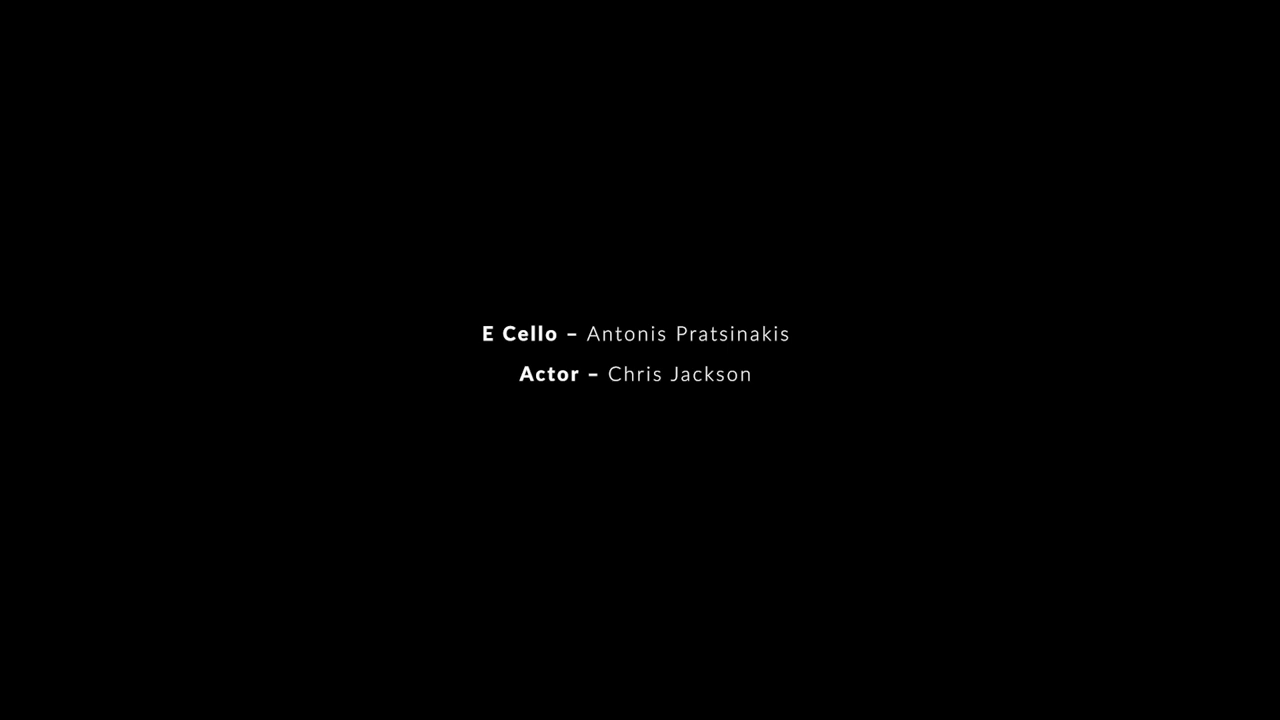 E Cello – Antonis Pratsinakis
Actor – Chris Jackson